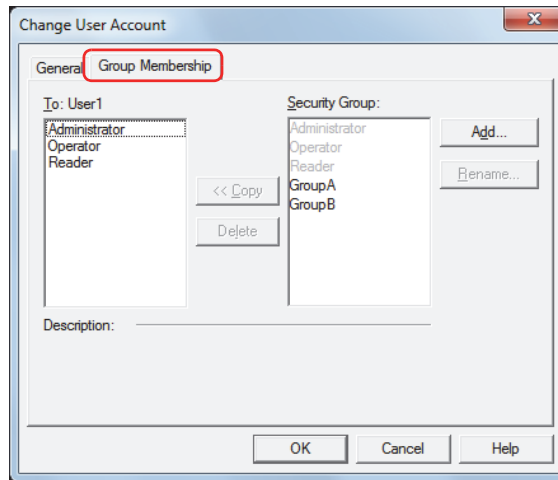 Change User Account
General
Group Membership
To: User1
Administrator
Operator
Reader
<< Copy
Delete
Security Group:
Administrator
Operator
Reader
GroupA
GroupB
Add...
Rename...
Description:
OK
Cancel
Help